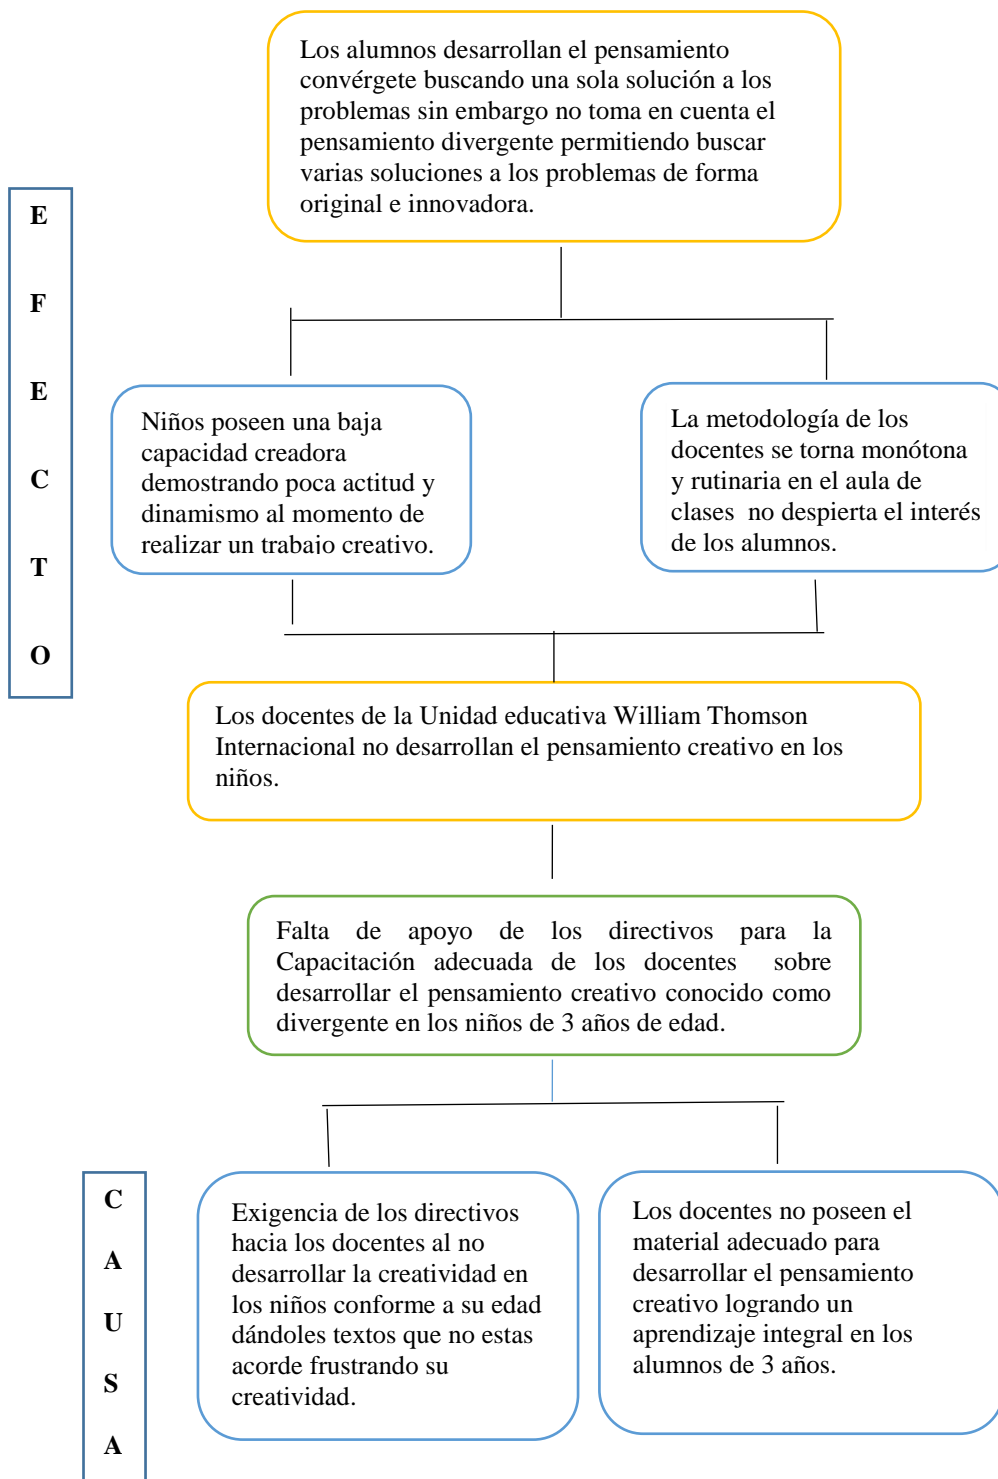 Los alumnos desarrollan el pensamiento
convérgete buscando una sola solución a los
problemas sin embargo no toma en cuenta el
pensamiento divergente permitiendo buscar
varias soluciones a los problemas de forma
original e innovadora.
E
F
E
C
T
O
Niños poseen una baja
capacidad creadora
demostrando poca actitud y
dinamismo al momento de
realizar un trabajo creativo.
La metodología de los
docentes se torna monótona
y rutinaria en el aula de
clases no despierta el interés
de los alumnos.
Los docentes de la Unidad educativa William Thomson
Internacional no desarrollan el pensamiento creativo en los
niños.
Falta de apoyo de los directivos para la
Capacitación adecuada de los docentes sobre
desarrollar el pensamiento creativo conocido como
divergente en los niños de 3 años de edad.
C
A
U
S
A
Exigencia de los directivos
hacia los docentes al no
desarrollar la creatividad en
los niños conforme a su edad
dándoles textos que no estas
acorde frustrando su
creatividad.
Los docentes no poseen el
material adecuado para
desarrollar el pensamiento
creativo logrando un
aprendizaje integral en los
alumnos de 3 años.